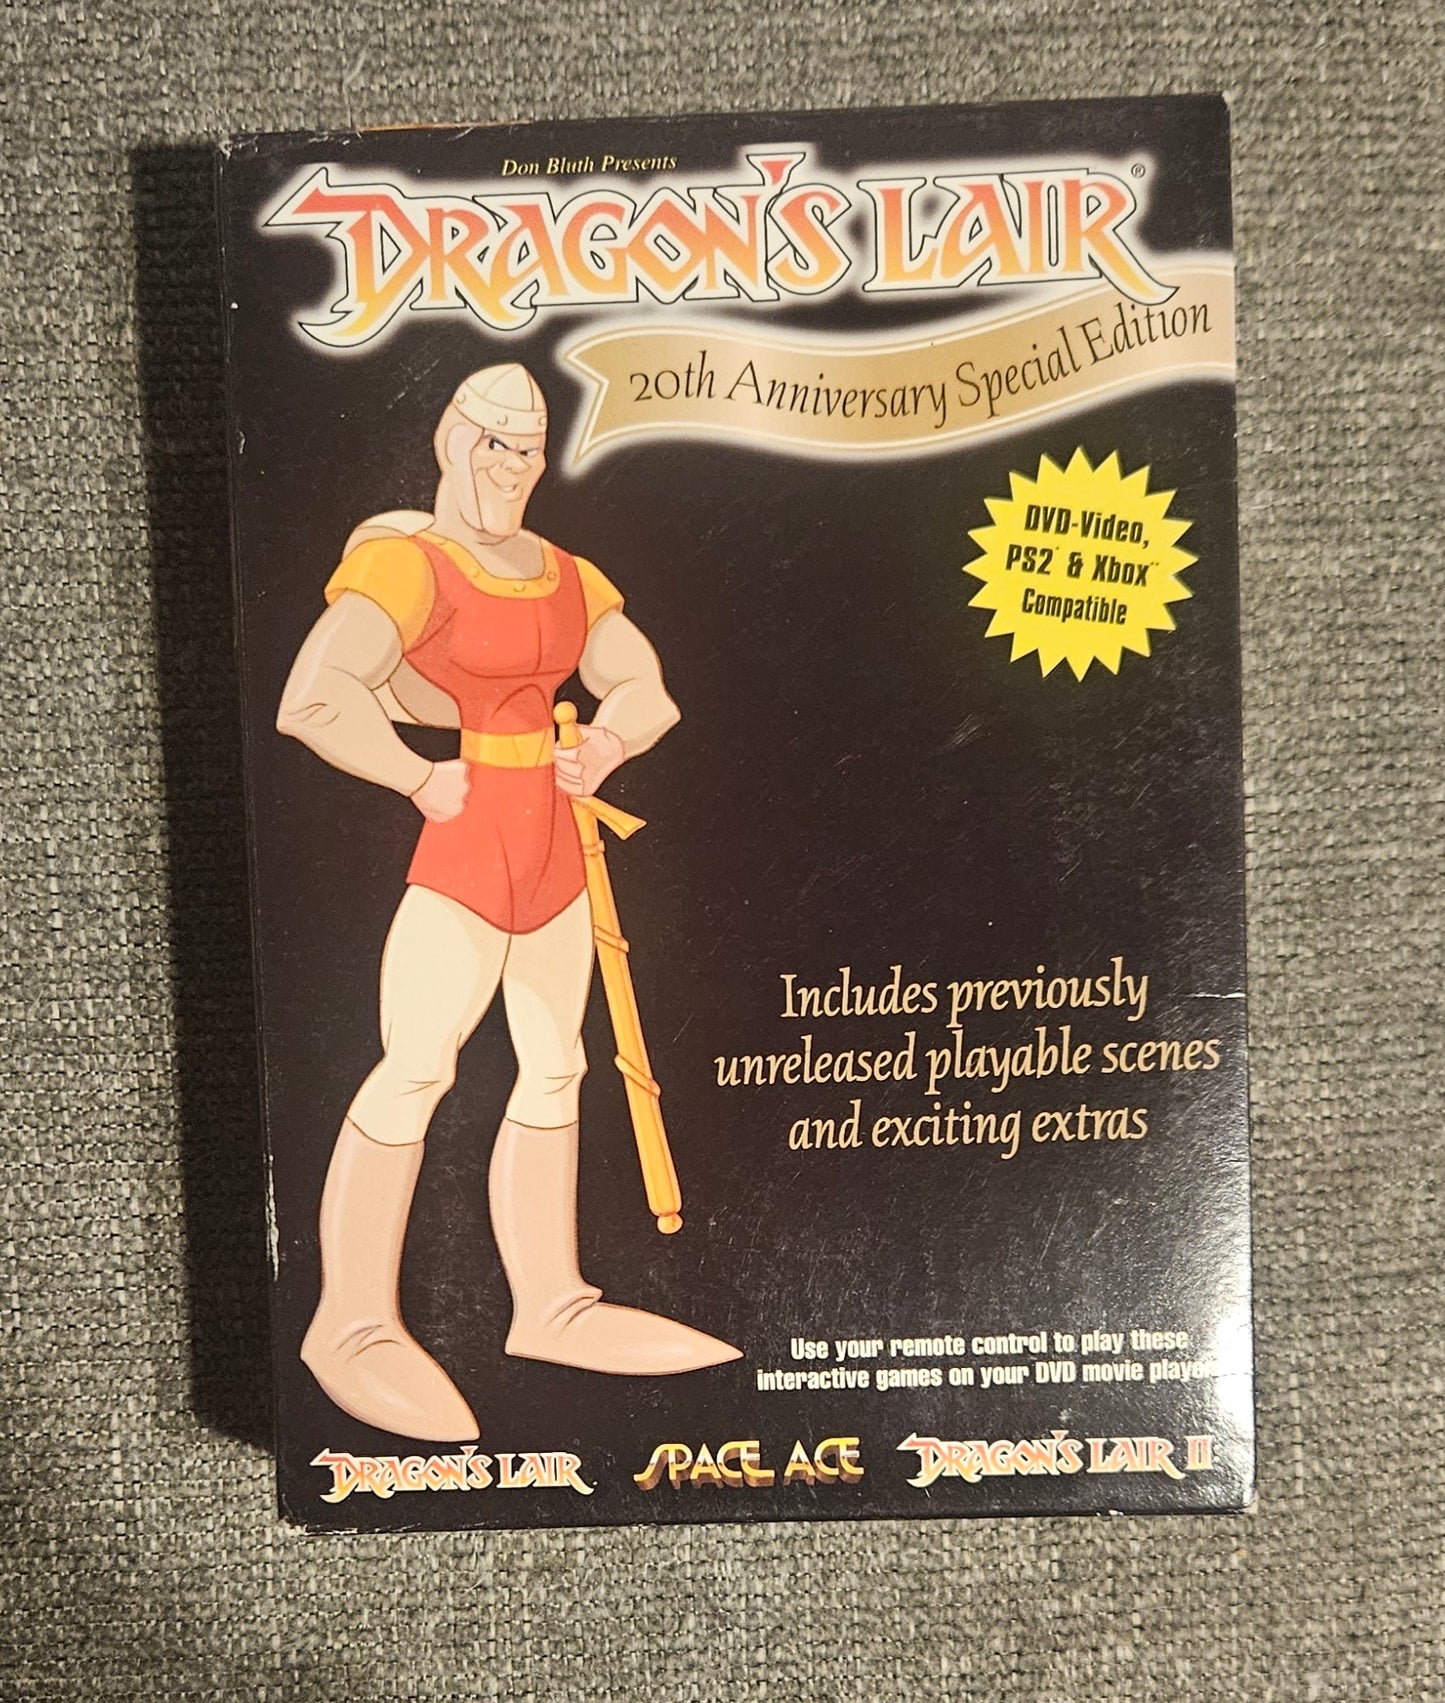 Don Bluth Presents
DRAGON'S LAIR®
20th Anniversary Special Edition
DVD-Video,
PS2 & Xbox™
Compatible
Includes previously
unreleased playable scenes
and exciting extras
Use your remote control to play these
interactive games on your DVD movie player
DRAGON'S LAIR
SPACE ACE
DRAGON'S LAIR II